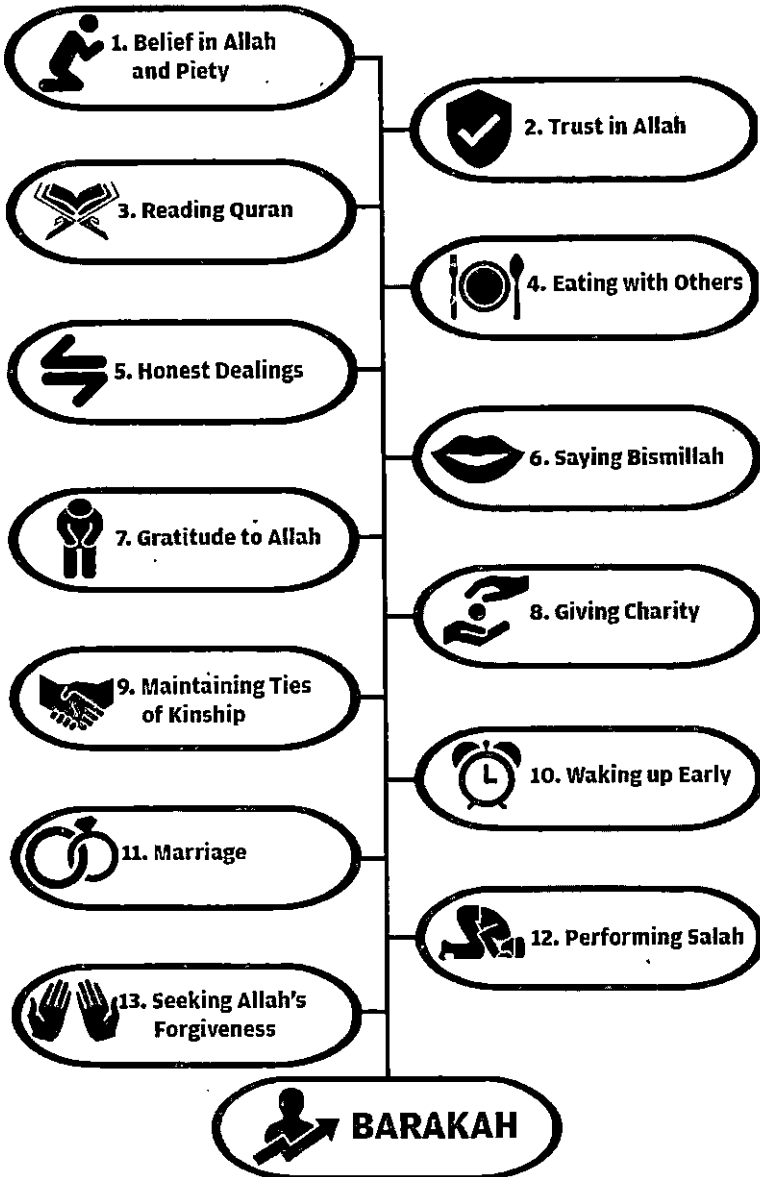 1. Belief in Allah
and Piety
2. Trust in Allah
3. Reading Quran
4. Eating with Others
5. Honest Dealings
6. Saying Bismillah
7. Gratitude to Allah
8. Giving Charity
9. Maintaining Ties
of Kinship
10. Waking up Early
11. Marriage
12. Performing Salah
13. Seeking Allah's
Forgiveness
BARAKAH